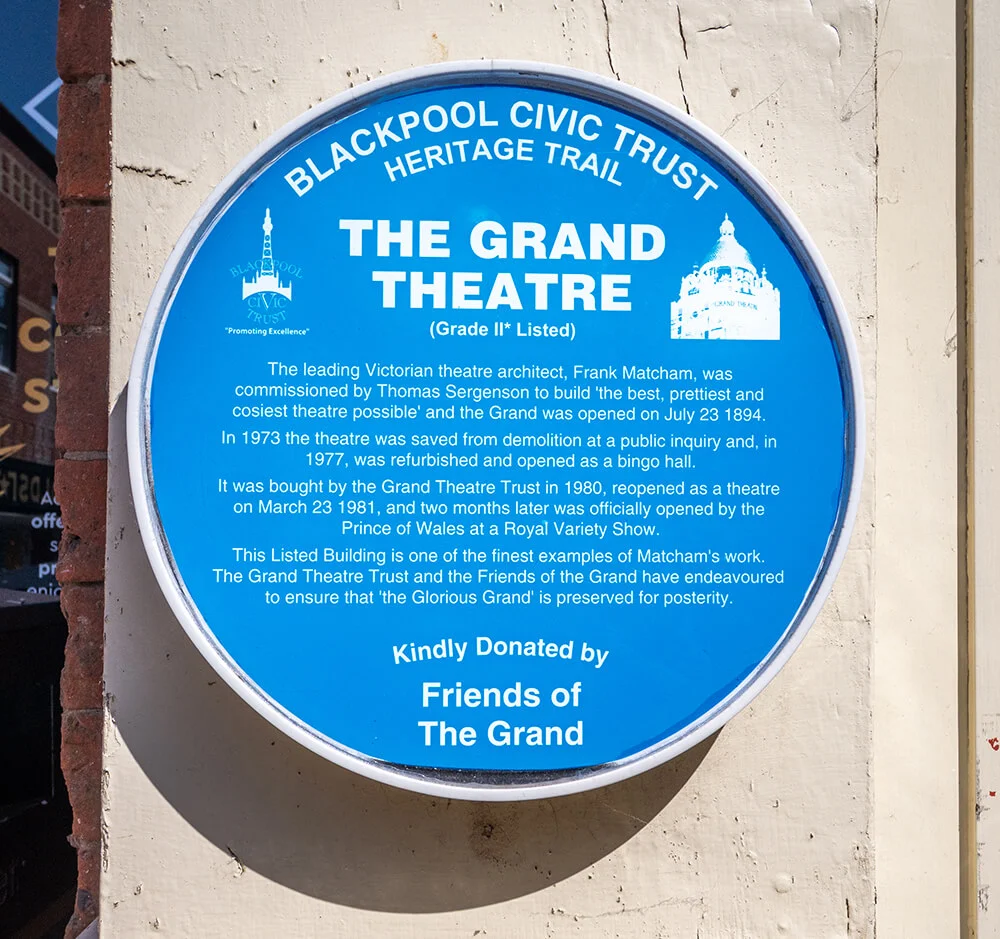 BLACKPOOL CIVIC TRUST
HERITAGE TRAIL
THE GRAND
THEATRE
(Grade II* Listed)
BLACKPOOL
CIVIC
TRUST
"Promoting Excellence"
GRAND THEATRE
The leading Victorian theatre architect, Frank Matcham, was
commissioned by Thomas Sergenson to build 'the best, prettiest and
cosiest theatre possible' and the Grand was opened on July 23 1894.
In 1973 the theatre was saved from demolition at a public inquiry and, in
1977, was refurbished and opened as a bingo hall.
It was bought by the Grand Theatre Trust in 1980, reopened as a theatre
on March 23 1981, and two months later was officially opened by the
Prince of Wales at a Royal Variety Show.
This Listed Building is one of the finest examples of Matcham's work.
The Grand Theatre Trust and the Friends of the Grand have endeavoured
to ensure that 'the Glorious Grand' is preserved for posterity.
Kindly Donated by
Friends of
The Grand